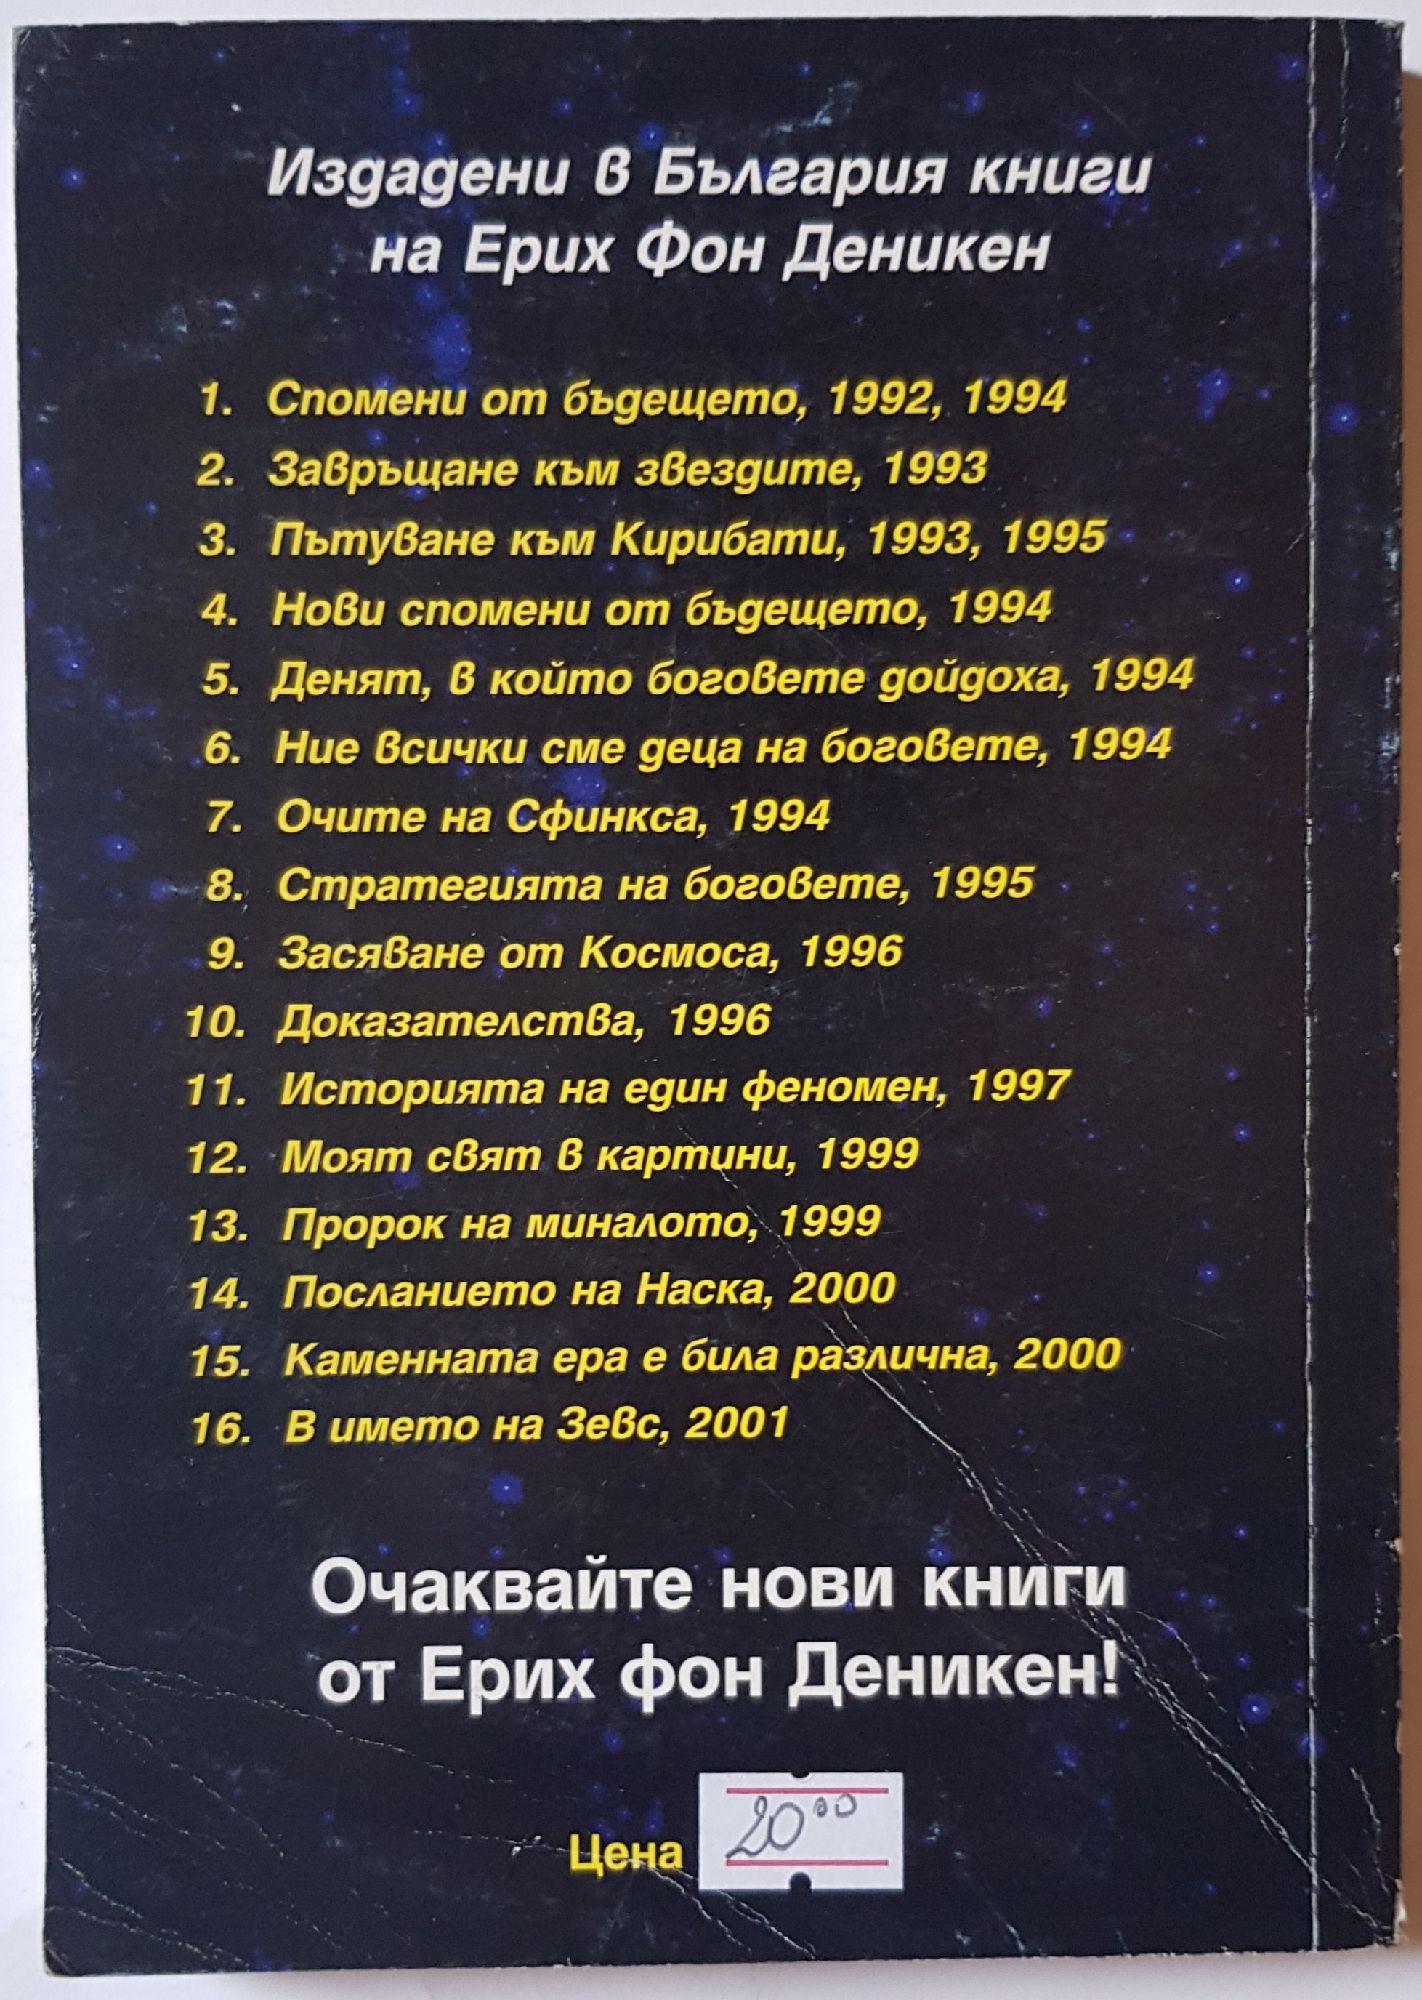 Издадени в България книги
на Ерих Фон Деникен
1. Спомени от бъдещето, 1992, 1994
2. Завръщане към звездите, 1993
3. Пътуване към Кирибати, 1993, 1995
4. Нови спомени от бъдещето, 1994
5. Денят, в който боговете дойдоха, 1994
6. Ние всички сме деца на боговете, 1994
7. Очите на Сфинкса, 1994
8. Стратегията на боговете, 1995
9. Засяване от Космоса, 1996
10. Доказателства, 1996
11. Историята на един феномен, 1997
12. Моят свят в картини, 1999
13. Пророк на миналото, 1999
14. Посланието на Наска, 2000
15. Каменната ера е била различна, 2000
16. В името на Зевс, 2001
Очаквайте нови книги
от Ерих фон Деникен!
Цена 20⁰⁰